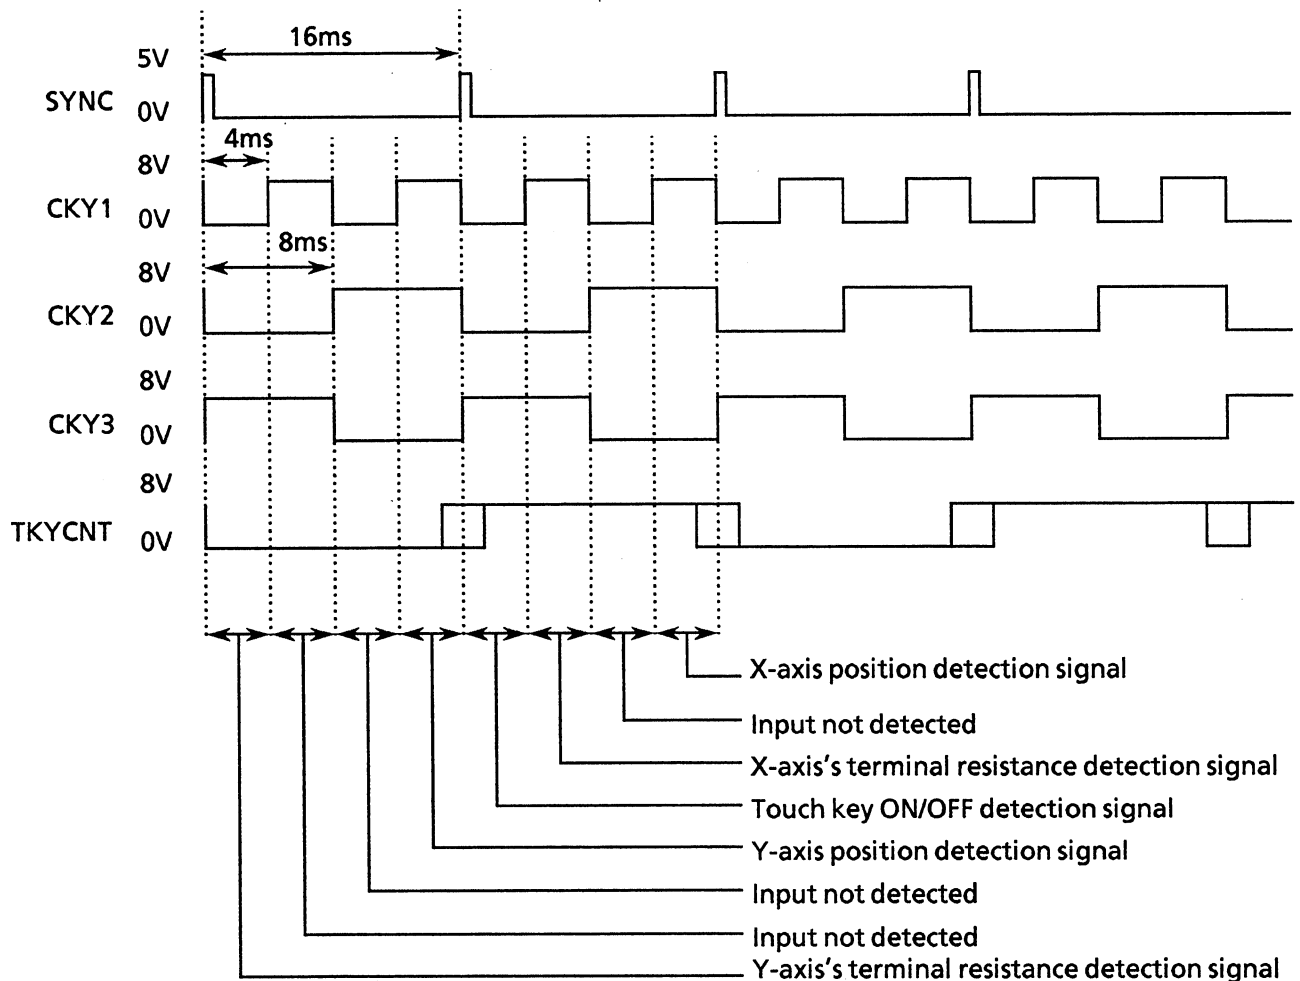 16ms
5V
SYNC 0V
4ms
8V
CKY1 0V
8ms
8V
CKY2 0V
8V
CKY3 0V
8V
TKYCNT 0V
X-axis position detection signal
Input not detected
X-axis's terminal resistance detection signal
Touch key ON/OFF detection signal
Y-axis position detection signal
Input not detected
Input not detected
Y-axis's terminal resistance detection signal